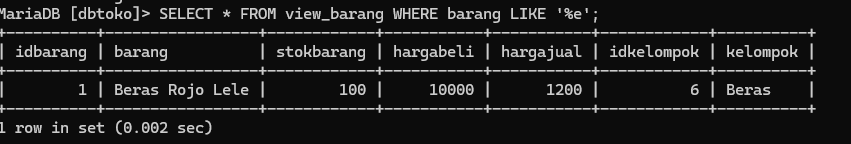 MariaDB [dbtoko]> SELECT * FROM view_barang WHERE barang LIKE '%e';
+----------+-----------------+------------+-----------+-----------+------------+----------+
| idbarang | barang          | stokbarang | hargabeli | hargajual | idkelompok | kelompok |
+----------+-----------------+------------+-----------+-----------+------------+----------+
|        1 | Beras Rojo Lele |        100 |     10000 |      1200 |          6 | Beras    |
+----------+-----------------+------------+-----------+-----------+------------+----------+
1 row in set (0.002 sec)